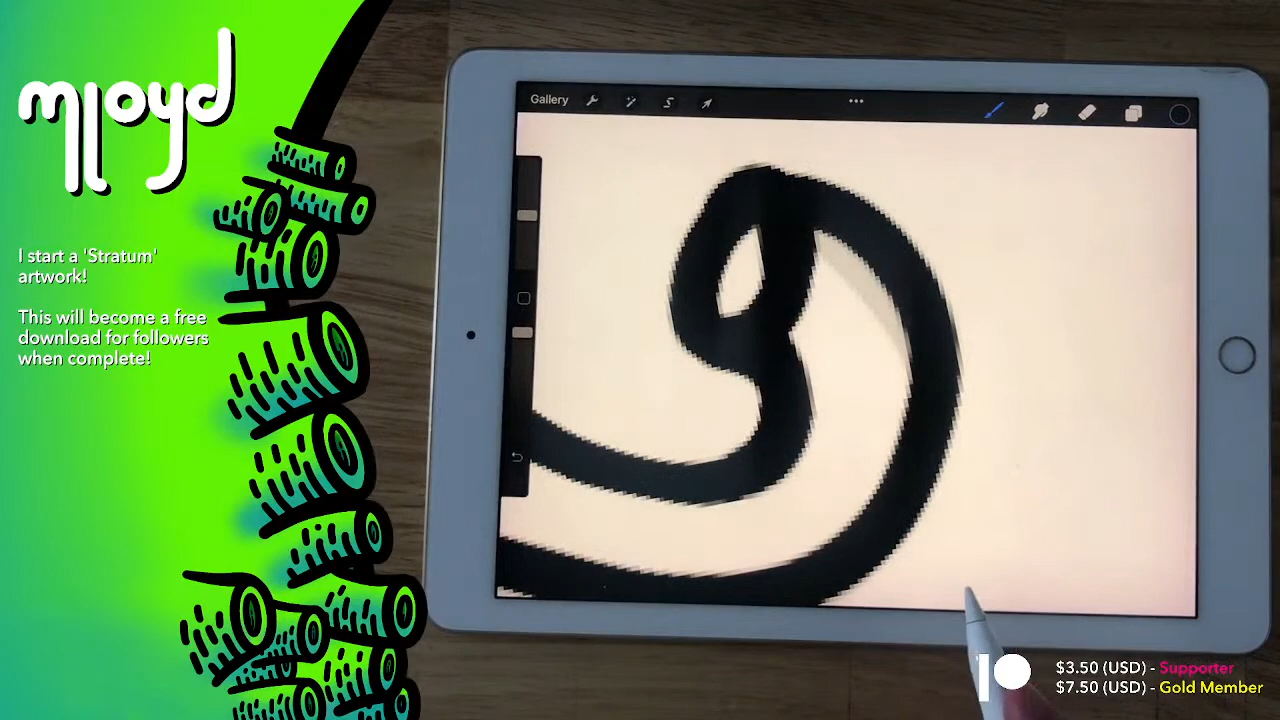 mlloyd
I start a 'Stratum'
artwork!
This will become a free
download for followers
when complete!
Gallery
$3.50 (USD) - Supporter
$7.50 (USD) - Gold Member